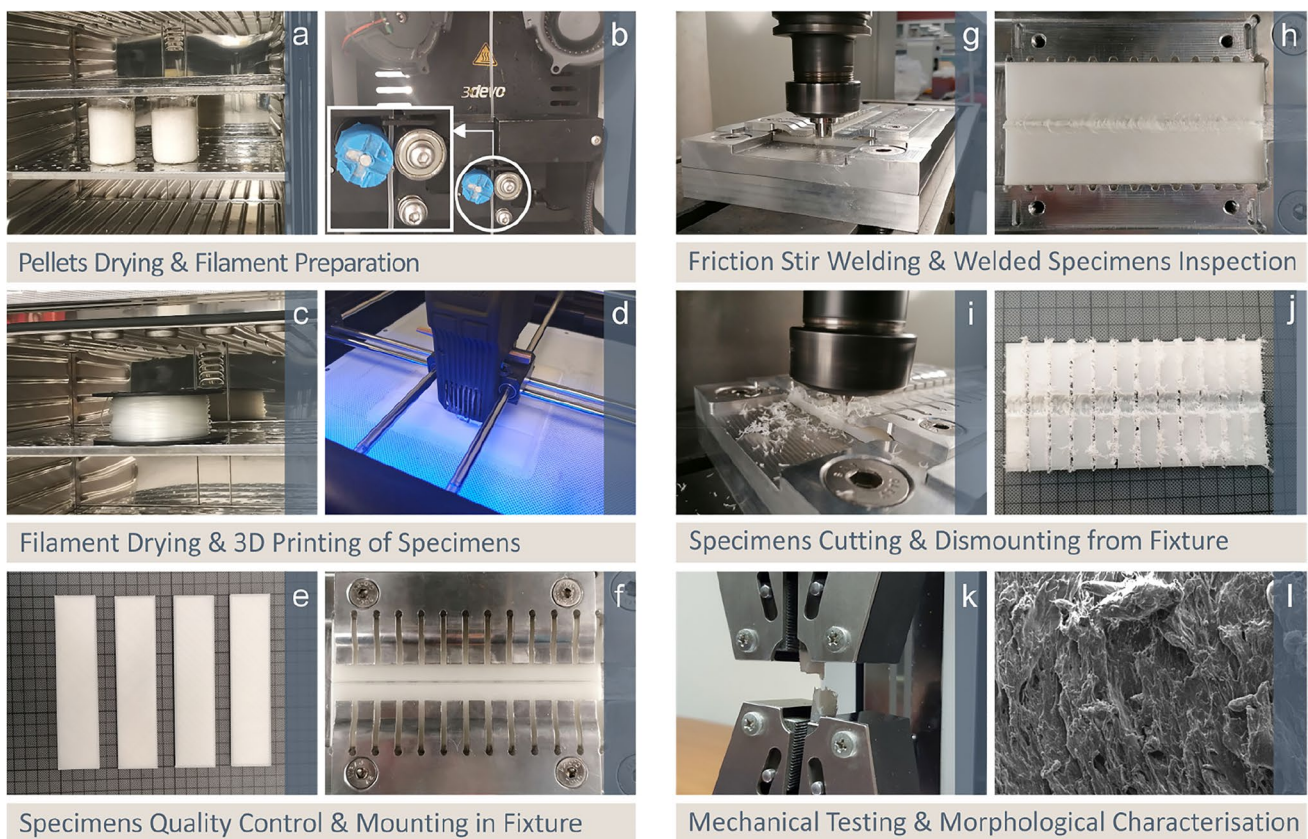 a
b
3devo
Pellets Drying & Filament Preparation
c
d
Filament Drying & 3D Printing of Specimens
e
f
Specimens Quality Control & Mounting in Fixture
g
h
Friction Stir Welding & Welded Specimens Inspection
i
j
Specimens Cutting & Dismounting from Fixture
k
l
Mechanical Testing & Morphological Characterisation